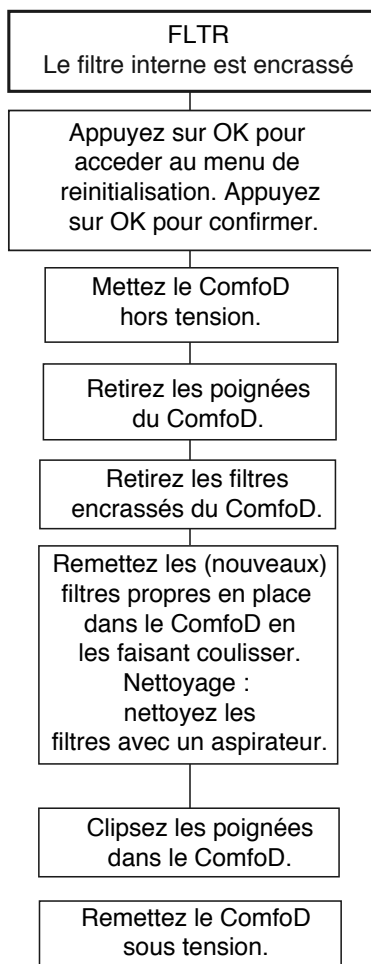 FLTR
Le filtre interne est encrassé
Appuyez sur OK pour
acceder au menu de
reinitialisation. Appuyez
sur OK pour confirmer.
Mettez le ComfoD
hors tension.
Retirez les poignées
du ComfoD.
Retirez les filtres
encrassés du ComfoD.
Remettez les (nouveaux)
filtres propres en place
dans le ComfoD en
les faisant coulisser.
Nettoyage :
nettoyez les
filtres avec un aspirateur.
Clipsez les poignées
dans le ComfoD.
Remettez le ComfoD
sous tension.